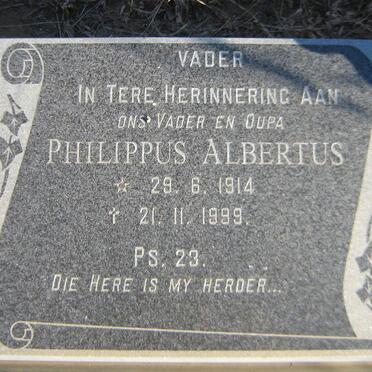 VADER
IN TERE HERINNERING AAN
ONS VADER EN OUPA
PHILIPPUS ALBERTUS
☆ 29. 6. 1914
✝ 21. 11. 1999.
PS. 23.
DIE HERE IS MY HERDER...